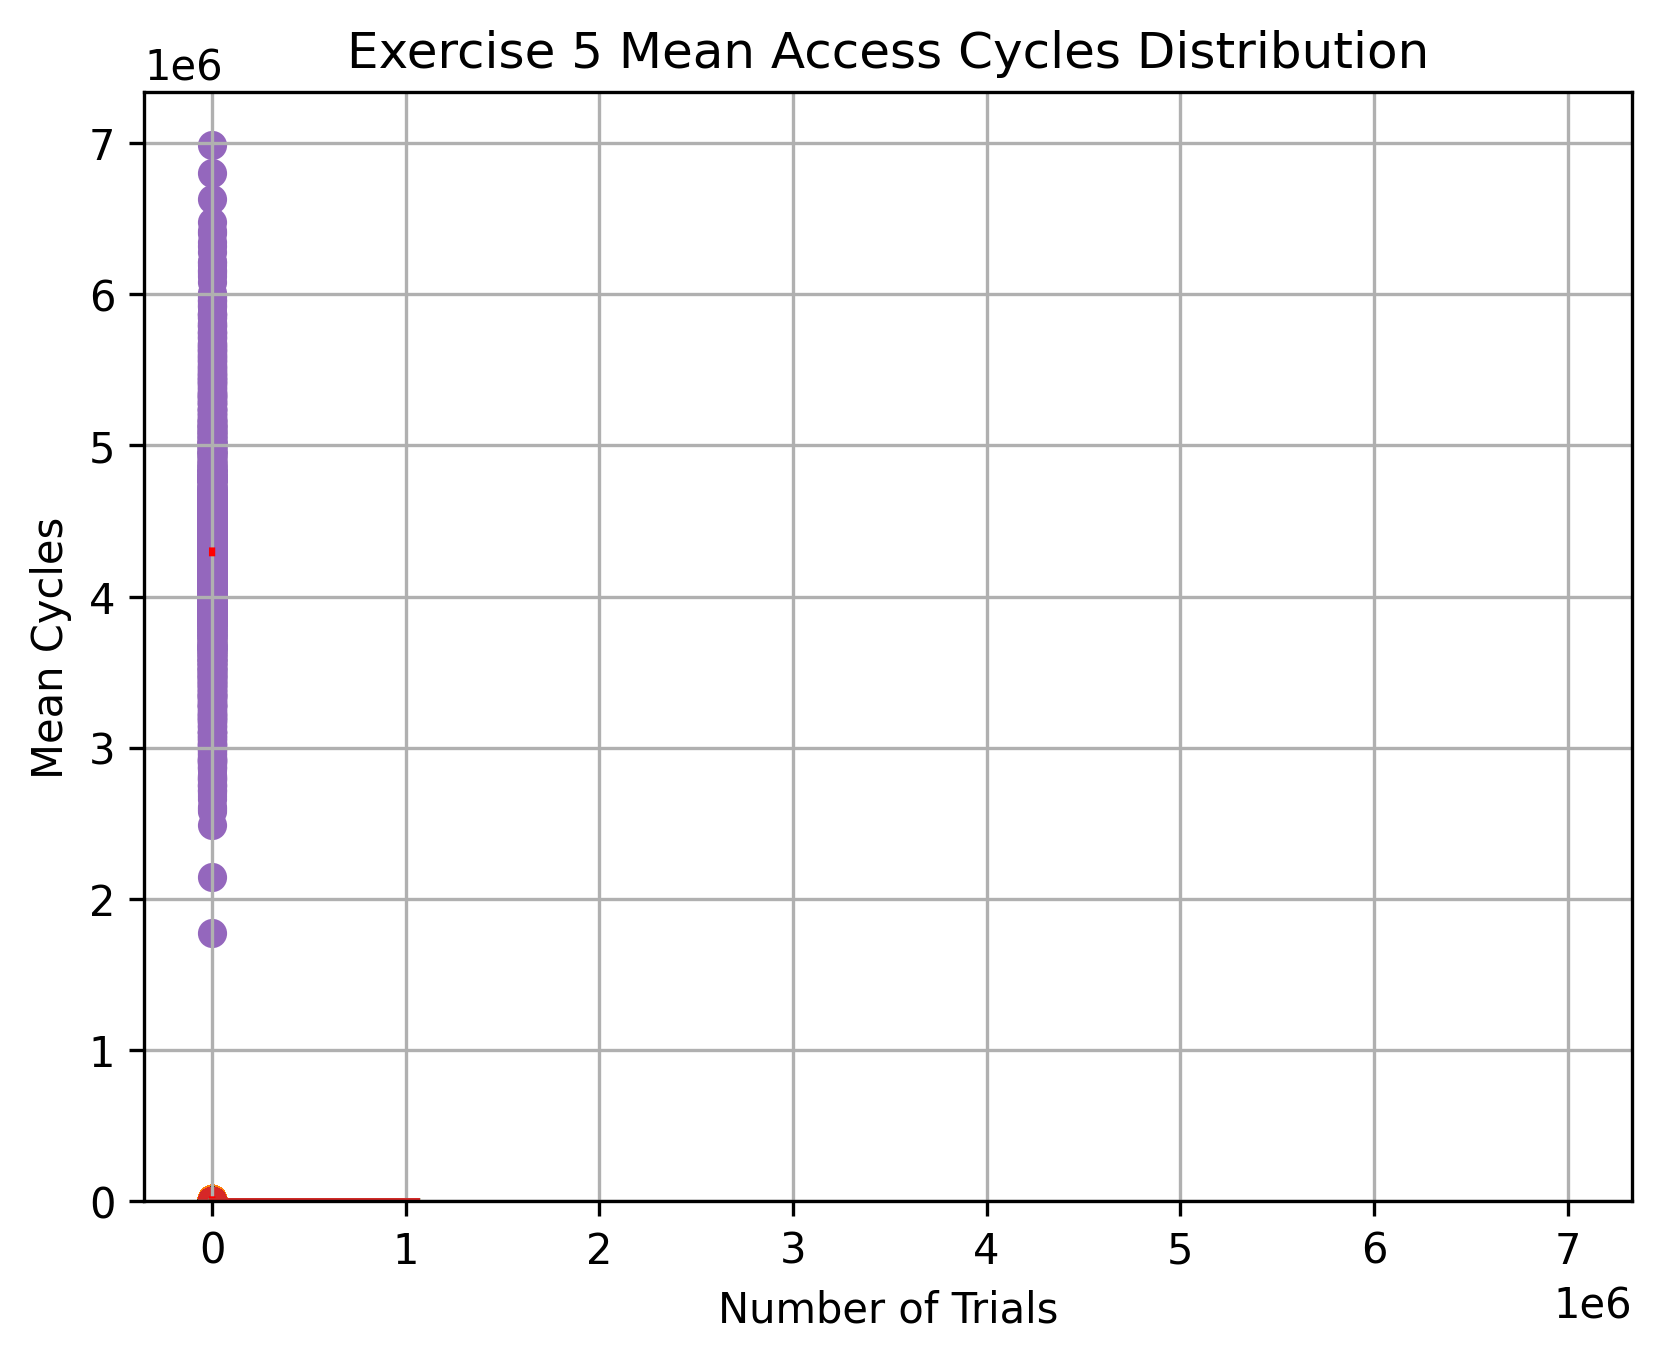 Exercise 5 Mean Access Cycles Distribution
1e6
7
6
5
4
3
2
1
0
Mean Cycles
0 1 2 3 4 5 6 7
1e6
Number of Trials